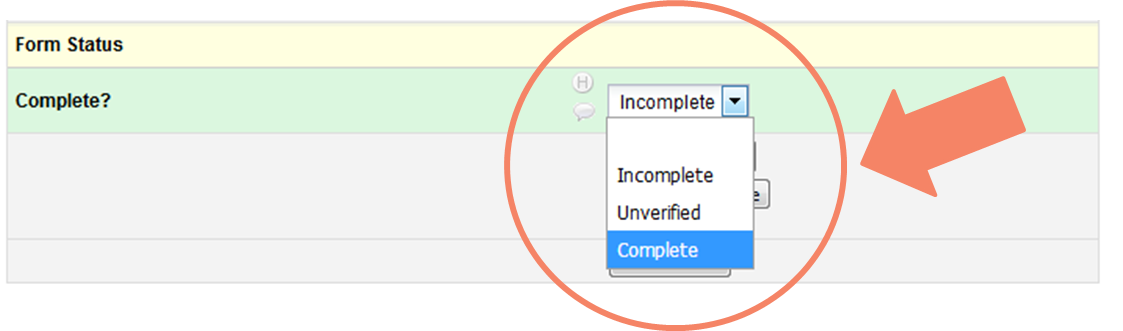 Form Status
Complete?
H
Incomplete
Incomplete
Unverified
e
Complete